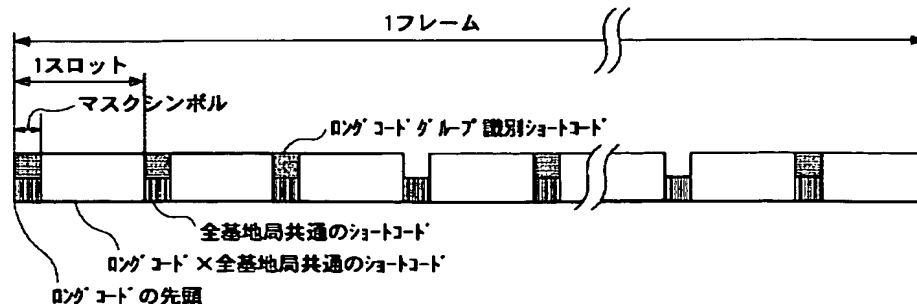 1フレーム
1スロット
マスクシンボル
ロングコードグループ識別ショートコード
全基地局共通のショートコード
ロングコード×全基地局共通のショートコード
ロングコードの先頭